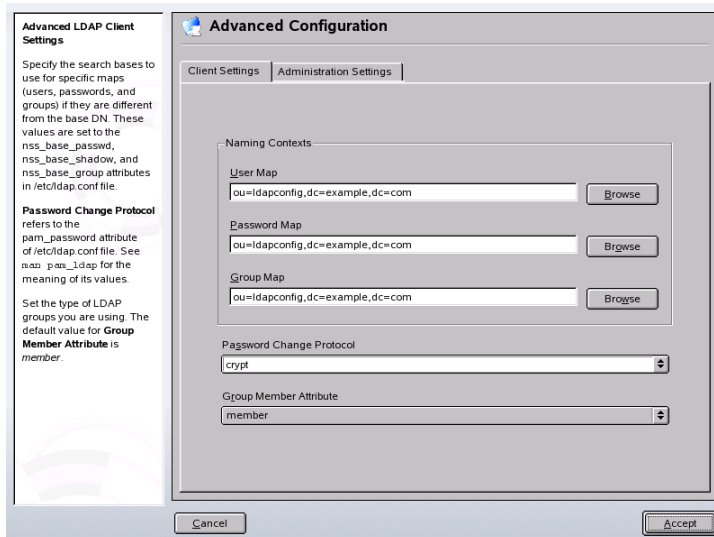 Advanced LDAP Client
Settings
Specify the search bases to
use for specific maps
(users, passwords, and
groups) if they are different
from the base DN. These
values are set to the
nss_base_passwd,
nss_base_shadow, and
nss_base_group attributes
in /etc/ldap.conf file.
Password Change Protocol
refers to the
pam_password attribute
of /etc/ldap.conf file. See
man pam_ldap for the
meaning of its values.
Set the type of LDAP
groups you are using. The
default value for Group
Member Attribute is
member.
Advanced Configuration
Client Settings
Administration Settings
Naming Contexts
User Map
ou=ldapconfig,dc=example,dc=com
Browse
Password Map
ou=ldapconfig,dc=example,dc=com
Browse
Group Map
ou=ldapconfig,dc=example,dc=com
Browse
Password Change Protocol
crypt
Group Member Attribute
member
Cancel
Accept